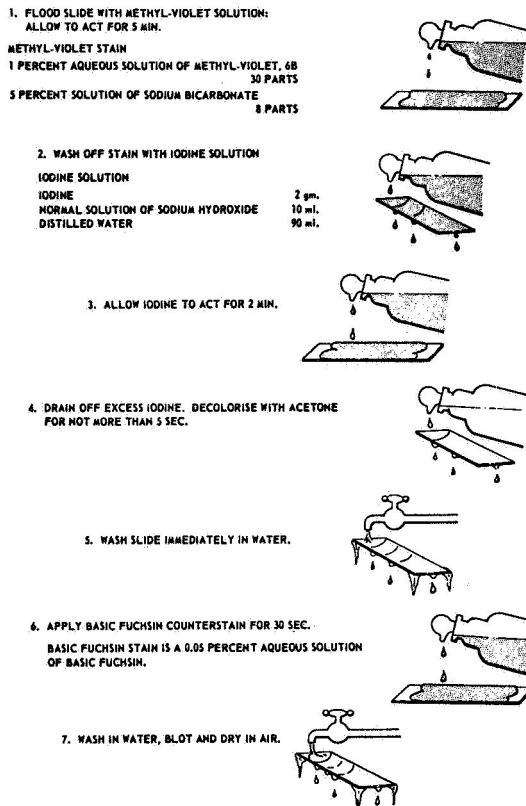 1. FLOOD SLIDE WITH METHYL-VIOLET SOLUTION:
ALLOW TO ACT FOR 5 MIN.
METHYL-VIOLET STAIN
1 PERCENT AQUEOUS SOLUTION OF METHYL-VIOLET, 6B
30 PARTS
5 PERCENT SOLUTION OF SODIUM BICARBONATE
8 PARTS
2. WASH OFF STAIN WITH IODINE SOLUTION
IODINE SOLUTION
IODINE 2 gm.
NORMAL SOLUTION OF SODIUM HYDROXIDE 10 ml.
DISTILLED WATER 90 ml.
3. ALLOW IODINE TO ACT FOR 2 MIN.
4. DRAIN OFF EXCESS IODINE. DECOLORISE WITH ACETONE
FOR NOT MORE THAN 5 SEC.
5. WASH SLIDE IMMEDIATELY IN WATER.
6. APPLY BASIC FUCHSIN COUNTERSTAIN FOR 30 SEC.
BASIC FUCHSIN STAIN IS A 0.05 PERCENT AQUEOUS SOLUTION
OF BASIC FUCHSIN.
7. WASH IN WATER, BLOT AND DRY IN AIR.